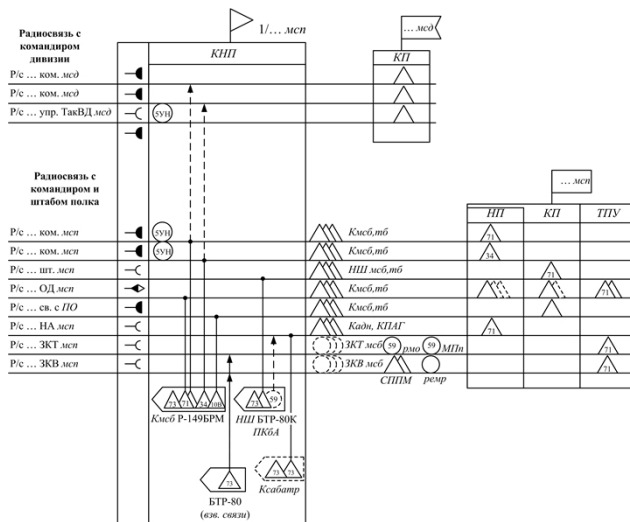 1/... мсп
... мсд
Радиосвязь с
командиром
дивизии
КНП
КП
Р/с ... ком. мсд
Р/с ... ком. мсд
Р/с ... упр. ТакВД мсд
5УН
Радиосвязь с
командиром и
штабом полка
... мсп
НП
КП
ТПУ
Р/с ... ком. мсп
5УН
Кмсб,тб
71
Р/с ... ком. мсп
5УН
Кмсб,тб
34
Р/с ... шт. мсп
НШ мсб,тб
71
Р/с ... ОД мсп
Кмсб,тб
71
Р/с ... св. с ПО
Кмсб,тб
Р/с ... НА мсп
Кадн, КПАГ
71
Р/с ... ЗКТ мсп
ЗКТ мсб
59
рмо
59
МПп
71
Р/с ... ЗКВ мсп
ЗКВ мсб
СППМ
ремр
71
73
71
34
73
59
Кмсб Р-149БРМ
НШ БТР-80К
ПКбА
73
73
73
Ксабатр
БТР-80
(взв. связи)